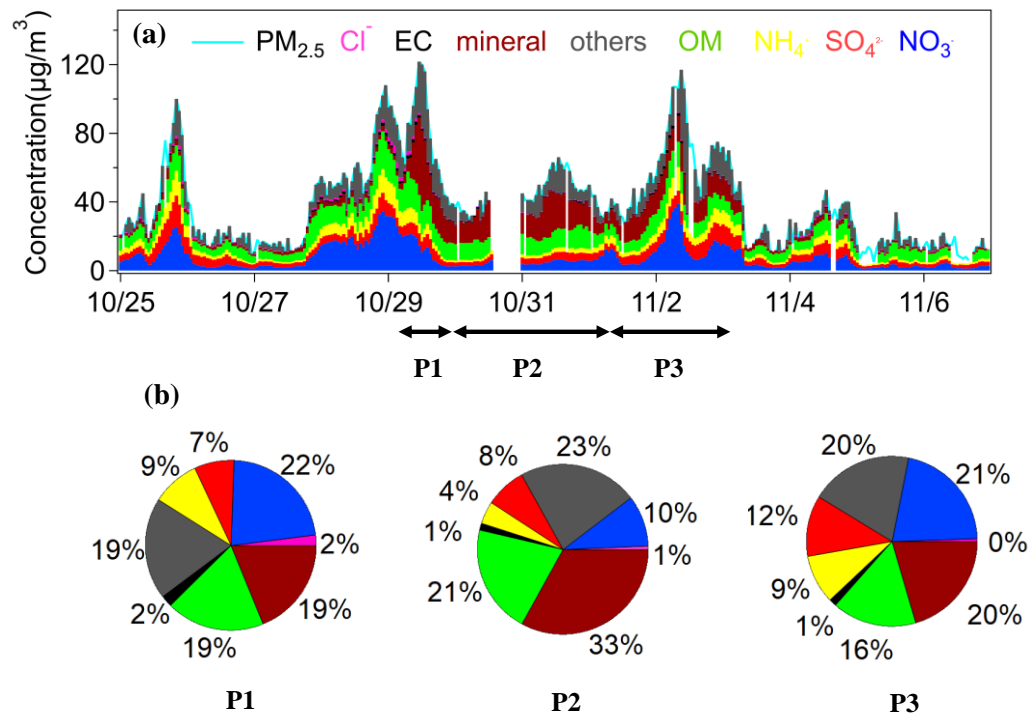 (a)
PM2.5 Cl- EC mineral others OM NH4+ SO42- NO3-
Concentration(μg/m3)
120
80
40
0
10/25 10/27 10/29 10/31 11/2 11/4 11/6
P1 P2 P3
(b)
7% 22% 2% 19% 19% 2% 19% 9%
8% 23% 10% 1% 33% 21% 1% 4%
20% 21% 0% 20% 16% 1% 9% 12%
P1 P2 P3